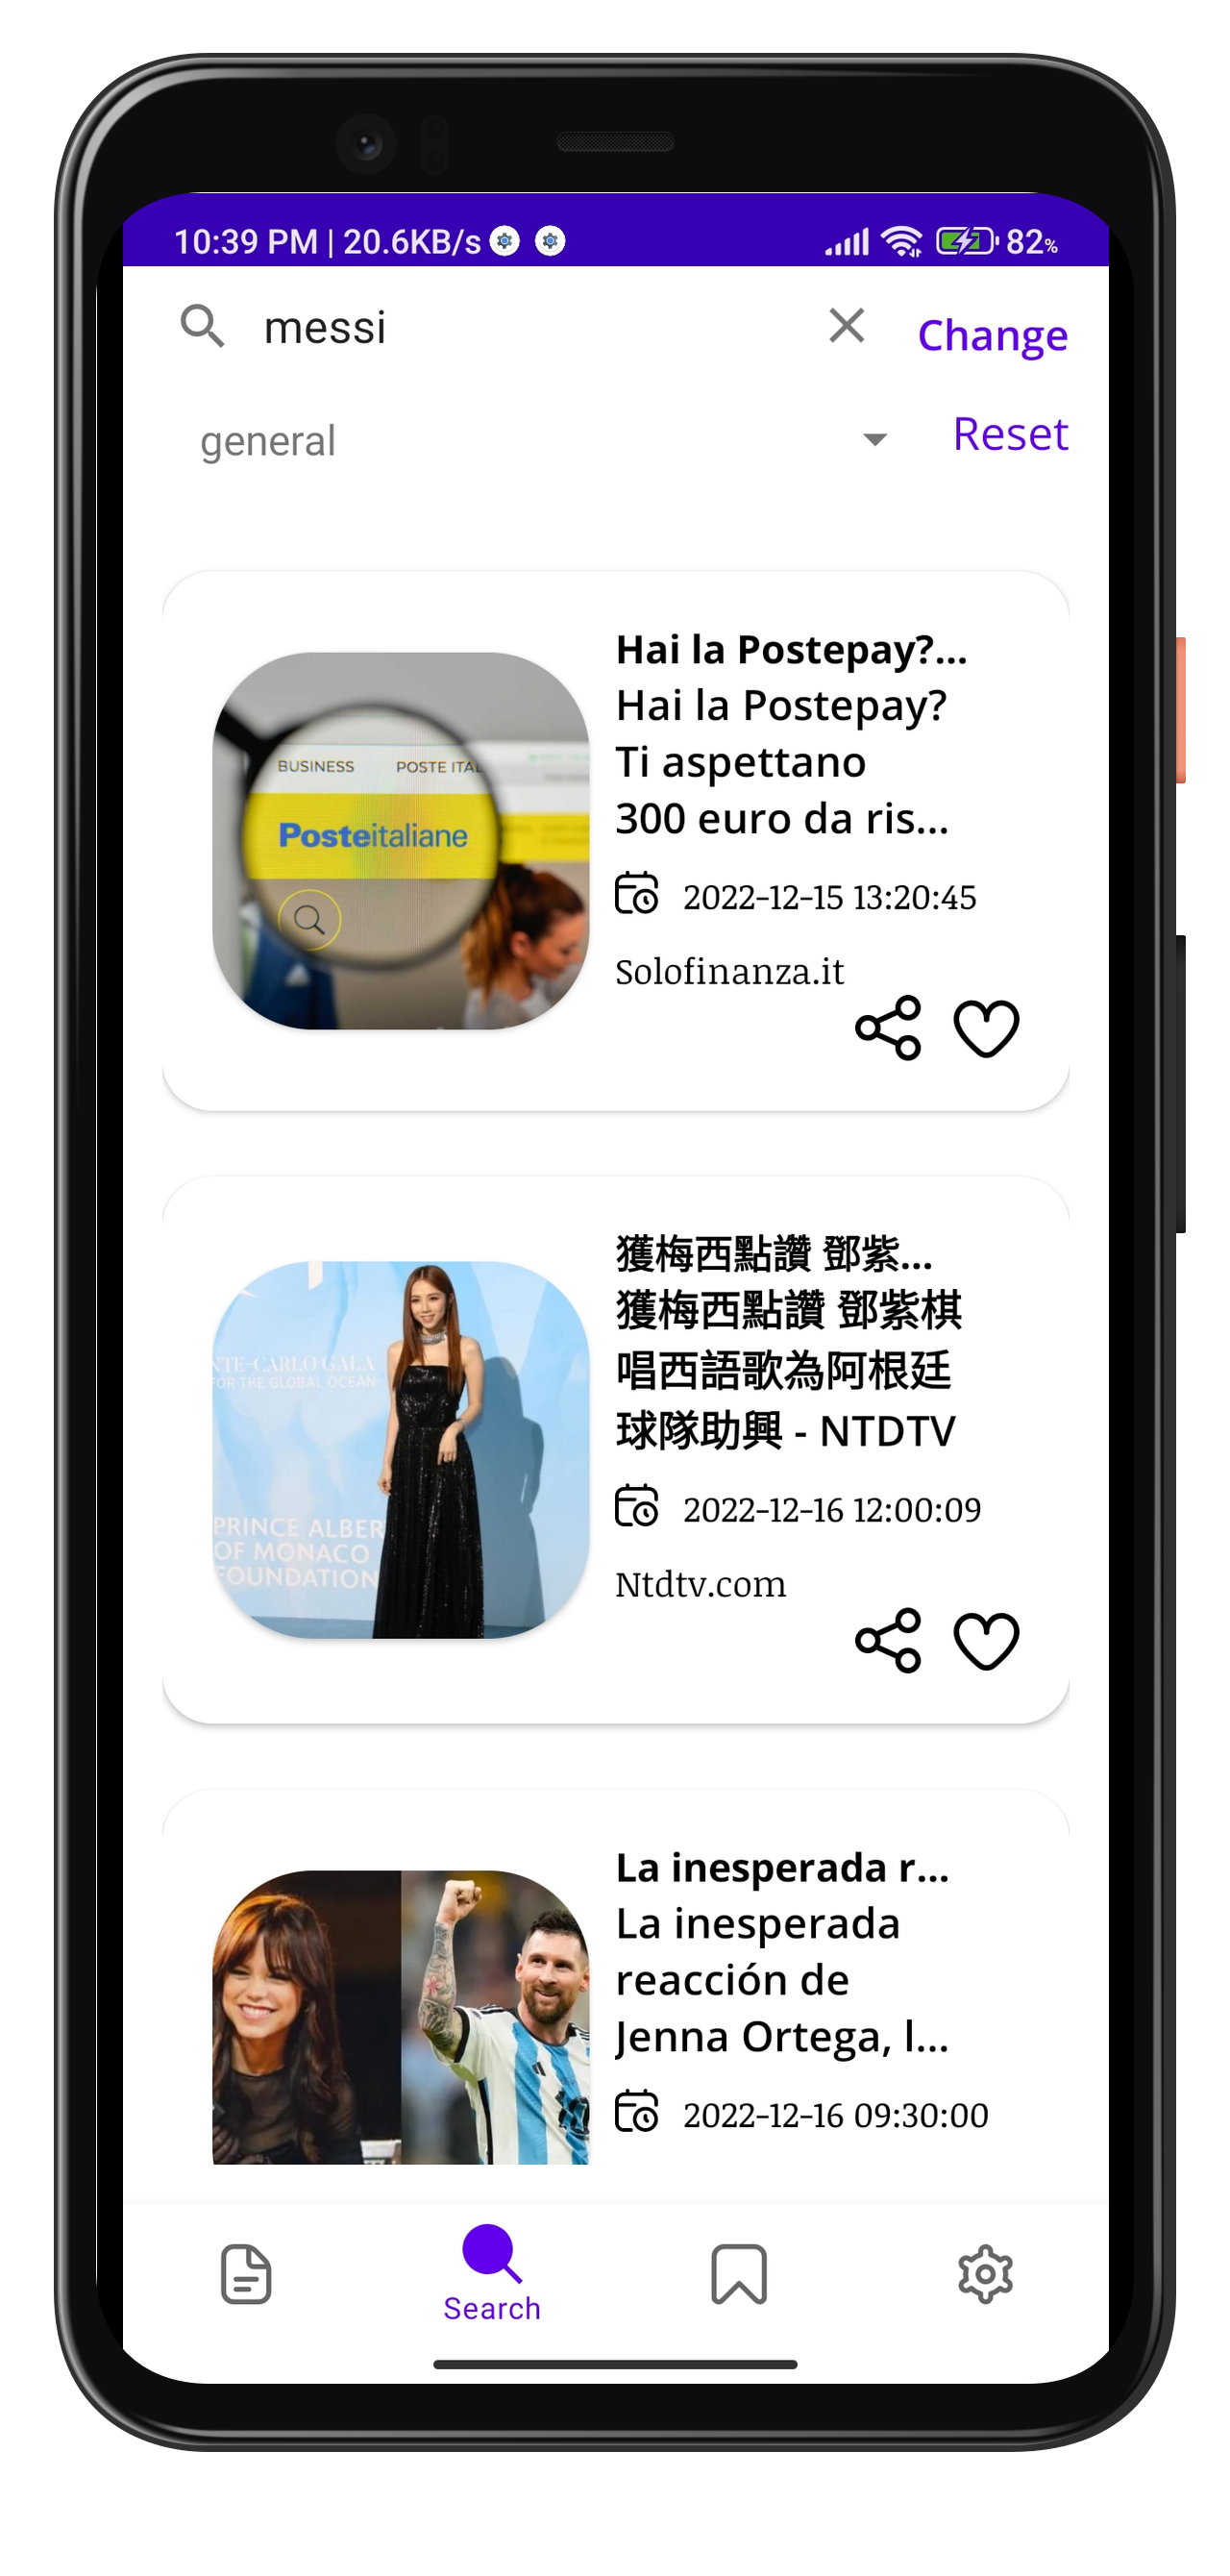 10:39 PM | 20.6KB/s 82%
messi
Change
general
Reset
Hai la Postepay?...
Hai la Postepay?
Ti aspettano
300 euro da ris...
2022-12-15 13:20:45
Solofinanza.it
BUSINESS POSTE ITAL
Posteitaliane
獲梅西點讚 鄧紫...
獲梅西點讚 鄧紫棋
唱西語歌為阿根廷
球隊助興 - NTDTV
2022-12-16 12:00:09
Ntdtv.com
NTE-CARLO GALA
FOR THE GLOBAL OCEAN
PRINCE ALBER
OF MONACO
FOUNDATION
La inesperada r...
La inesperada
reacción de
Jenna Ortega, l...
2022-12-16 09:30:00
Search